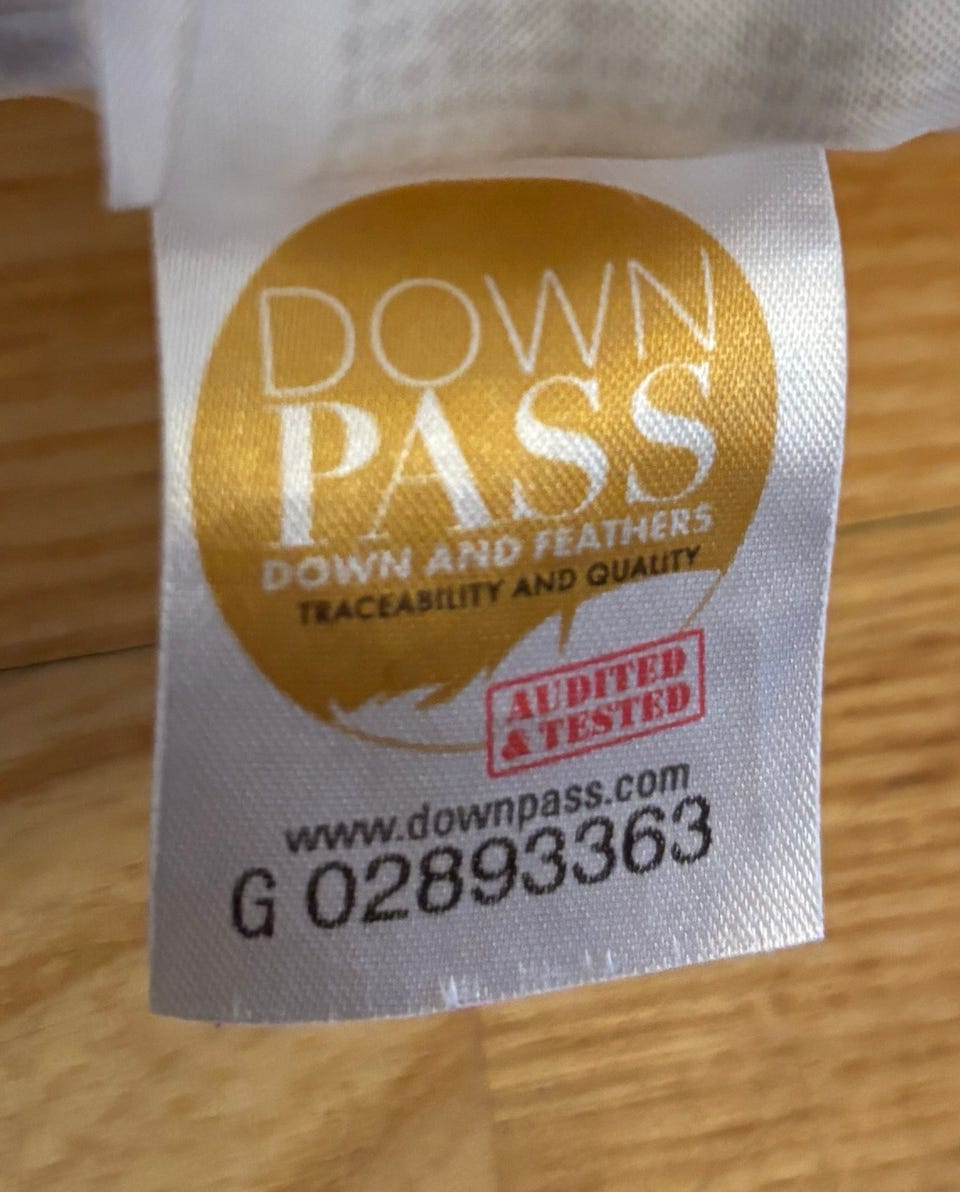 DOWN
PASS
DOWN AND FEATHERS
TRACEABILITY AND QUALITY
AUDITED
& TESTED
www.downpass.com
G 02893363